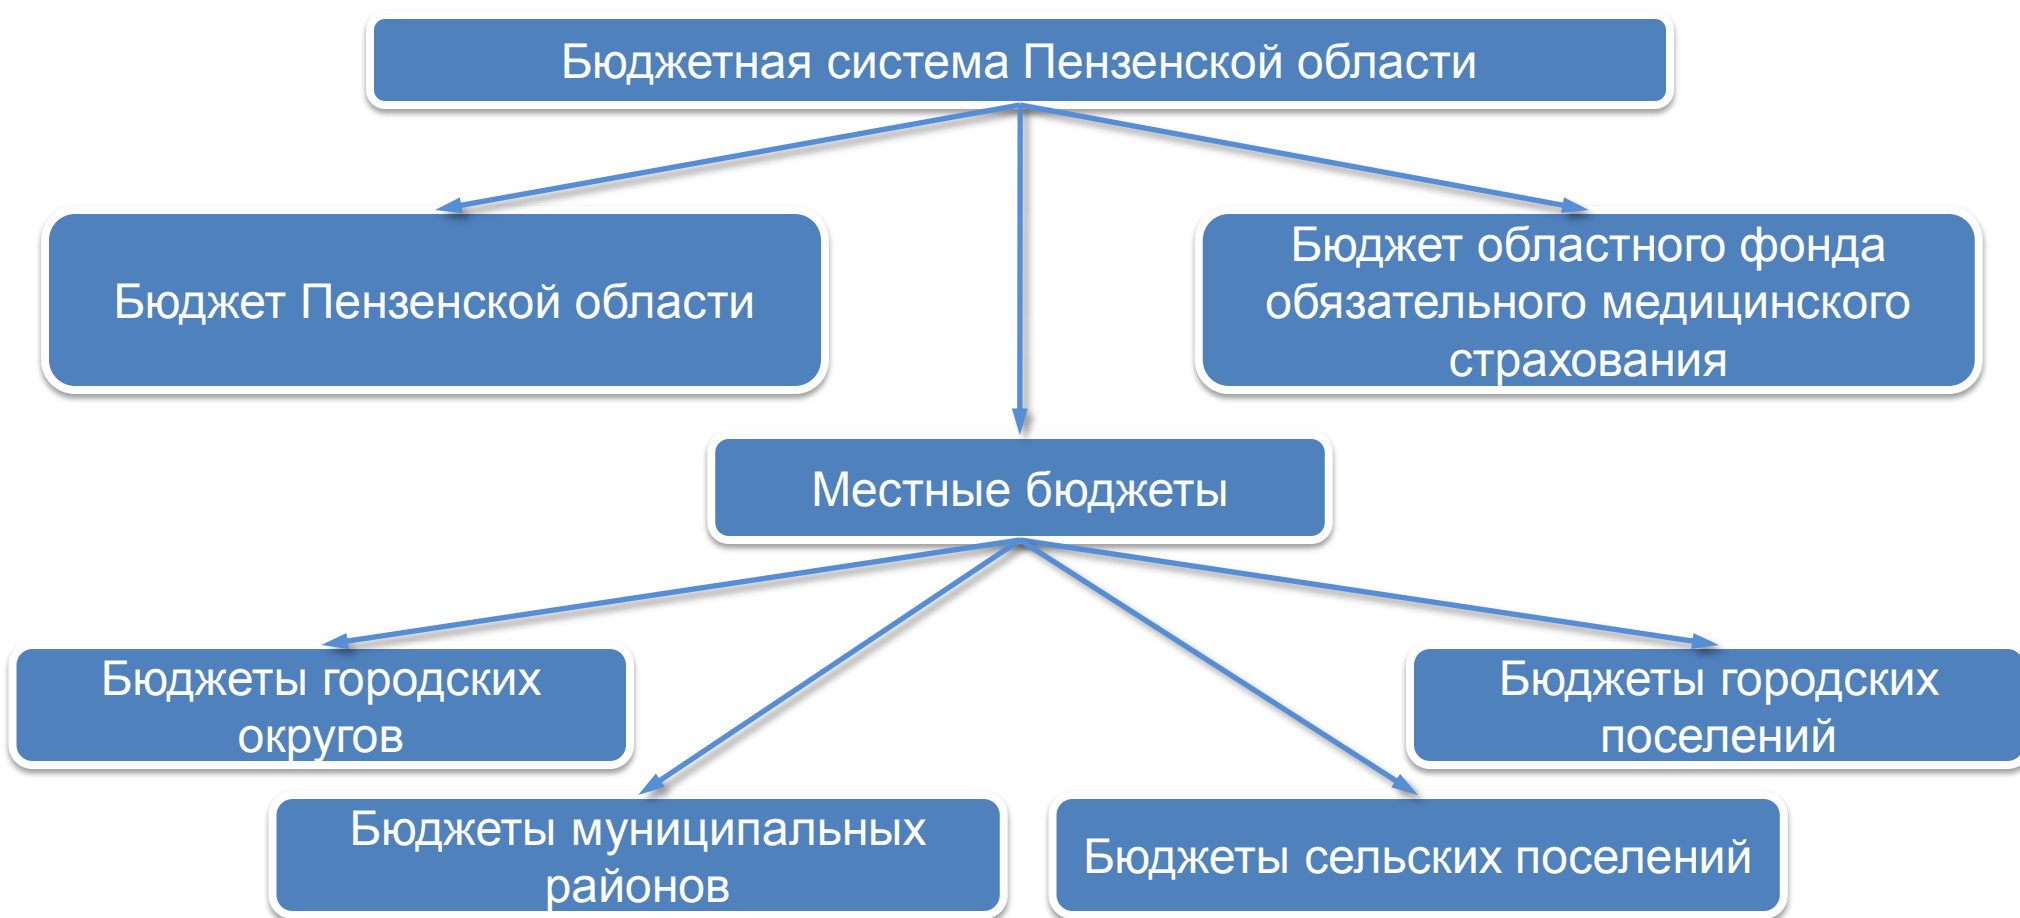 Бюджетная система Пензенской области
Бюджет Пензенской области
Бюджет областного фонда
обязательного медицинского
страхования
Местные бюджеты
Бюджеты городских
округов
Бюджеты городских
поселений
Бюджеты муниципальных
районов
Бюджеты сельских поселений